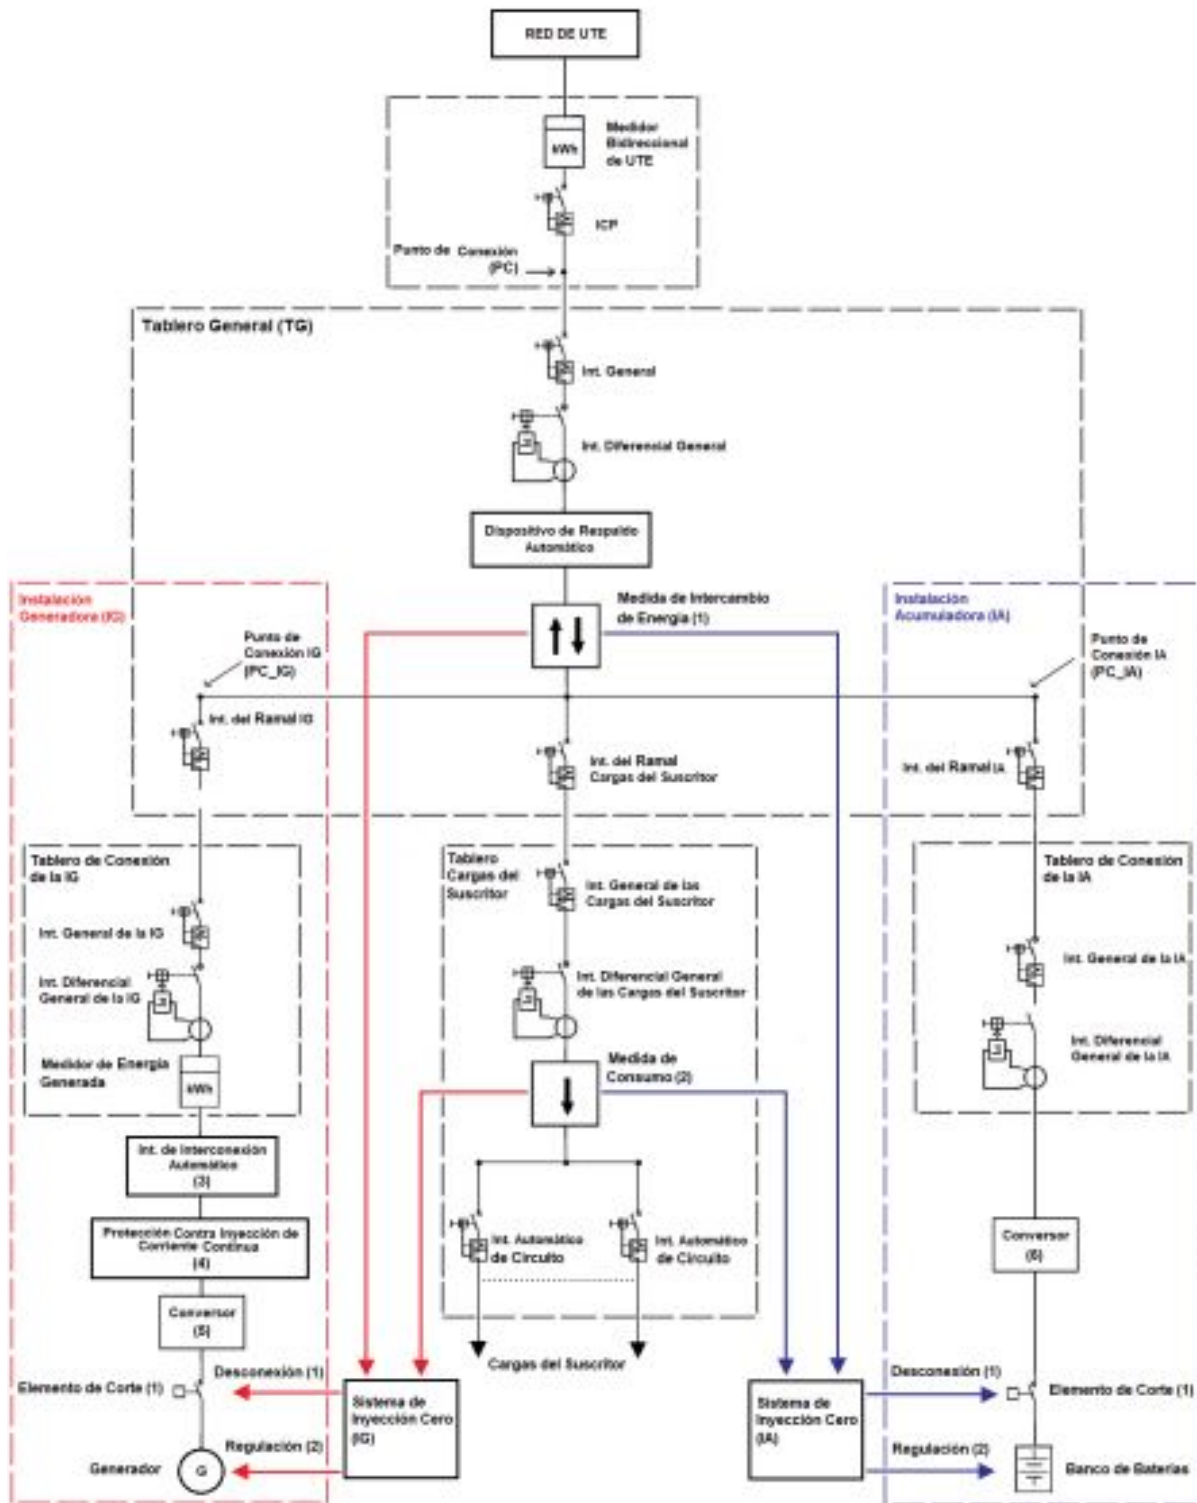 RED DE UTE
kWh
Medidor
Bidireccional
de UTE
ICP
Punto de Conexión
(PC)
Tablero General (TG)
Int. General
Int. Diferencial General
Dispositivo de Respaldo
Automático
Instalación
Generadora (IG)
Medida de Intercambio
de Energía (1)
Instalación
Acumuladora (IA)
Punto de
Conexión IG
(PC_IG)
Punto de
Conexión IA
(PC_IA)
Int. del Ramal IG
Int. del Ramal
Cargas del Suscritor
Int. del Ramal IA
Tablero de Conexión
de la IG
Int. General de la IG
Int. Diferencial
General de la IG
Medidor de Energía
Generada
kWh
Tablero
Cargas del
Suscritor
Int. General de las
Cargas del Suscritor
Int. Diferencial General
de las Cargas del Suscritor
Medida de
Consumo (2)
Tablero de Conexión
de la IA
Int. General de la IA
Int. Diferencial
General de la IA
Int. de Interconexión
Automático
(3)
Protección Contra Inyección de
Corriente Continua
(4)
Conversor
(5)
Int. Automático
de Circuito
Int. Automático
de Circuito
Conversor
(6)
Cargas del Suscritor
Desconexión (1)
Elemento de Corte (1)
Sistema de
Inyección Cero
(IG)
Regulación (2)
Generador
G
Sistema de
Inyección Cero
(IA)
Desconexión (1)
Elemento de Corte (1)
Regulación (2)
Banco de Baterías